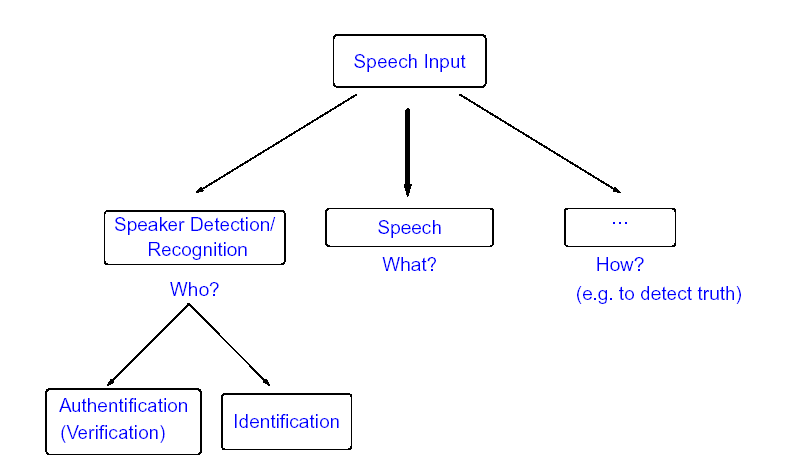 Speech Input
Speaker Detection/
Recognition
Speech
...
Who?
What?
How?
(e.g. to detect truth)
Authentification
(Verification)
Identification